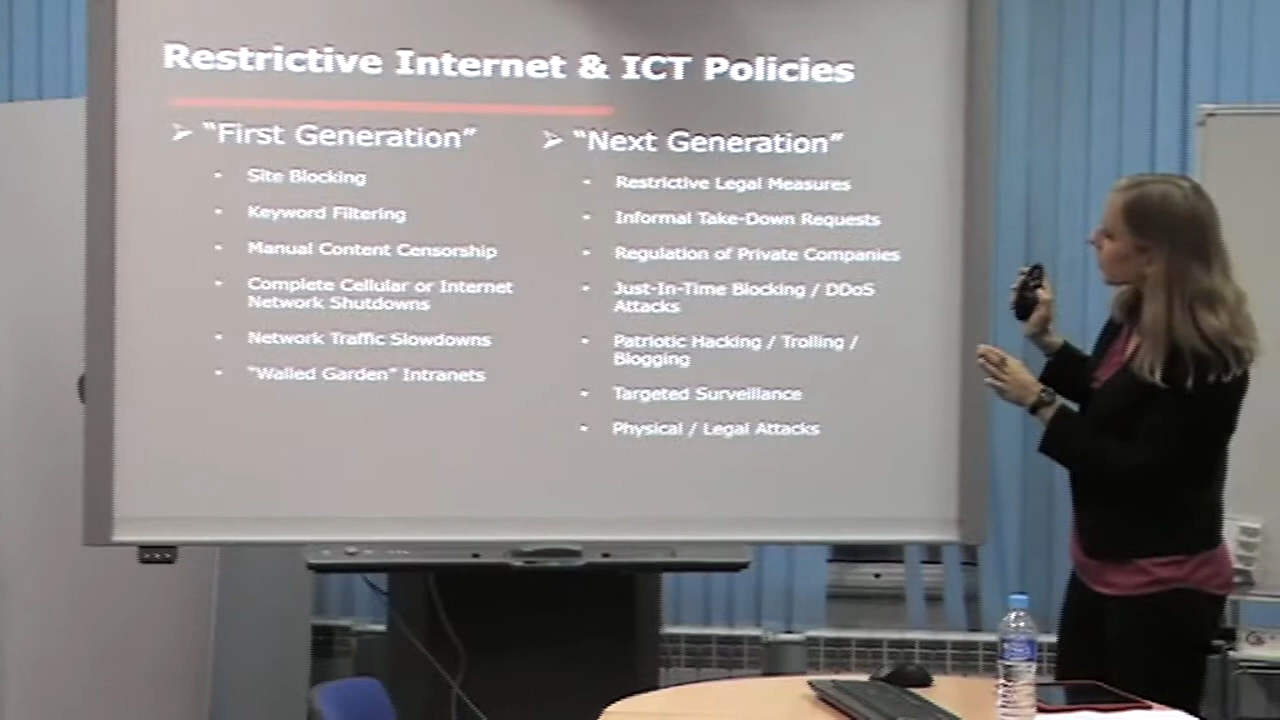 Restrictive Internet & ICT Policies
➢ “First Generation”
• Site Blocking
• Keyword Filtering
• Manual Content Censorship
• Complete Cellular or Internet
Network Shutdowns
• Network Traffic Slowdowns
• “Walled Garden” Intranets
➢ “Next Generation”
• Restrictive Legal Measures
• Informal Take-Down Requests
• Regulation of Private Companies
• Just-In-Time Blocking / DDoS
Attacks
• Patriotic Hacking / Trolling /
Blogging
• Targeted Surveillance
• Physical / Legal Attacks